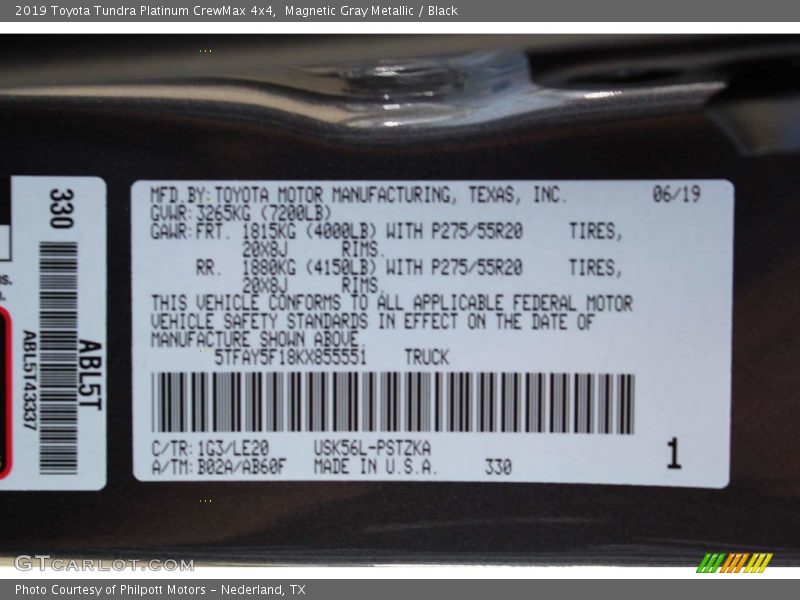 2019 Toyota Tundra Platinum CrewMax 4x4, Magnetic Gray Metallic / Black
330
ABL5T43337
ABL5T
MFD.BY:TOYOTA MOTOR MANUFACTURING, TEXAS, INC. 06/19
GVWR:3265KG (7200LB)
GAWR:FRT. 1815KG (4000LB) WITH P275/55R20 TIRES,
20X8J RIMS.
RR. 1880KG (4150LB) WITH P275/55R20 TIRES,
20X8J RIMS.
THIS VEHICLE CONFORMS TO ALL APPLICABLE FEDERAL MOTOR
VEHICLE SAFETY STANDARDS IN EFFECT ON THE DATE OF
MANUFACTURE SHOWN ABOVE.
5TFAY5F18KX855551 TRUCK
C/TR:1G3/LE20 USK56L-PSTZKA
A/TM:B02A/AB60F MADE IN U.S.A. 330
1
GTCARLOT.COM
Photo Courtesy of Philpott Motors - Nederland, TX